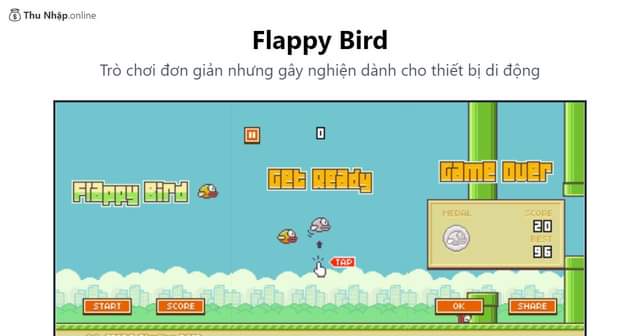 Thu Nhập.online
Flappy Bird
Trò chơi đơn giản nhưng gây nghiện dành cho thiết bị di động
0
Flappy Bird
Get Ready
Game Over
MEDAL
SCORE
20
BEST
96
TAP
START
SCORE
OK
SHARE